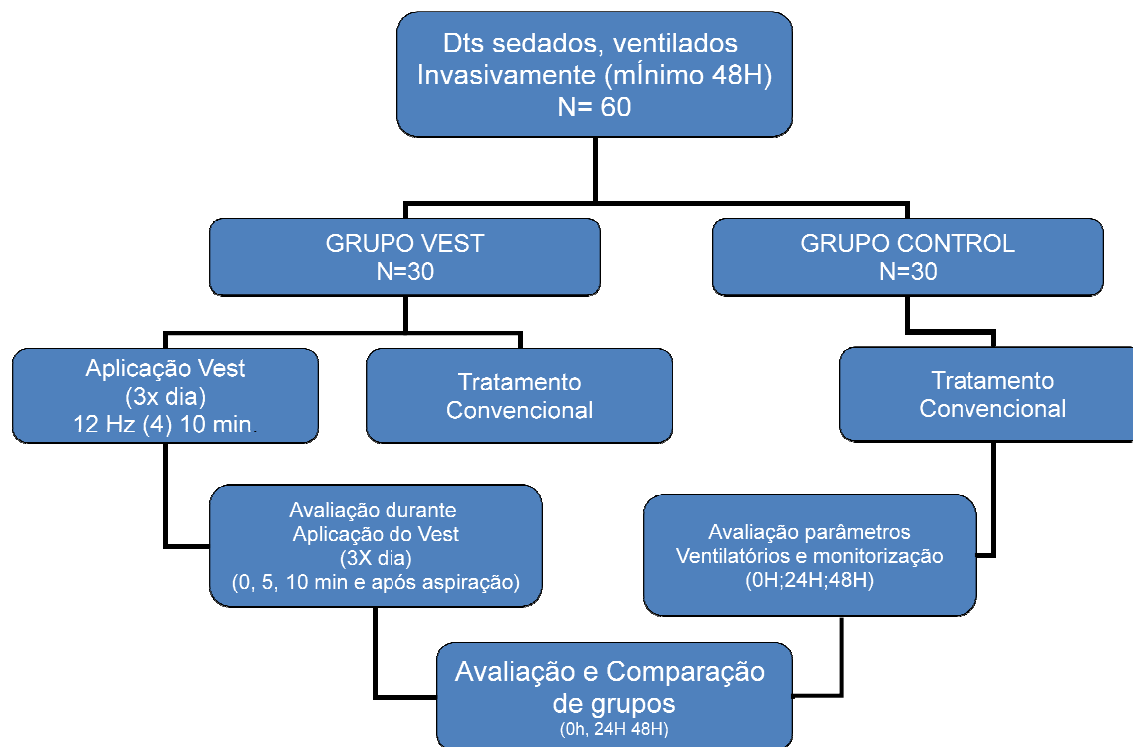 Dts sedados, ventilados
Invasivamente (mÍnimo 48H)
N= 60
GRUPO VEST
N=30
GRUPO CONTROL
N=30
Aplicação Vest
(3x dia)
12 Hz (4) 10 min.
Tratamento
Convencional
Tratamento
Convencional
Avaliação durante
Aplicação do Vest
(3X dia)
(0, 5, 10 min e após aspiração)
Avaliação parâmetros
Ventilatórios e monitorização
(0H;24H;48H)
Avaliação e Comparação
de grupos
(0h, 24H 48H)